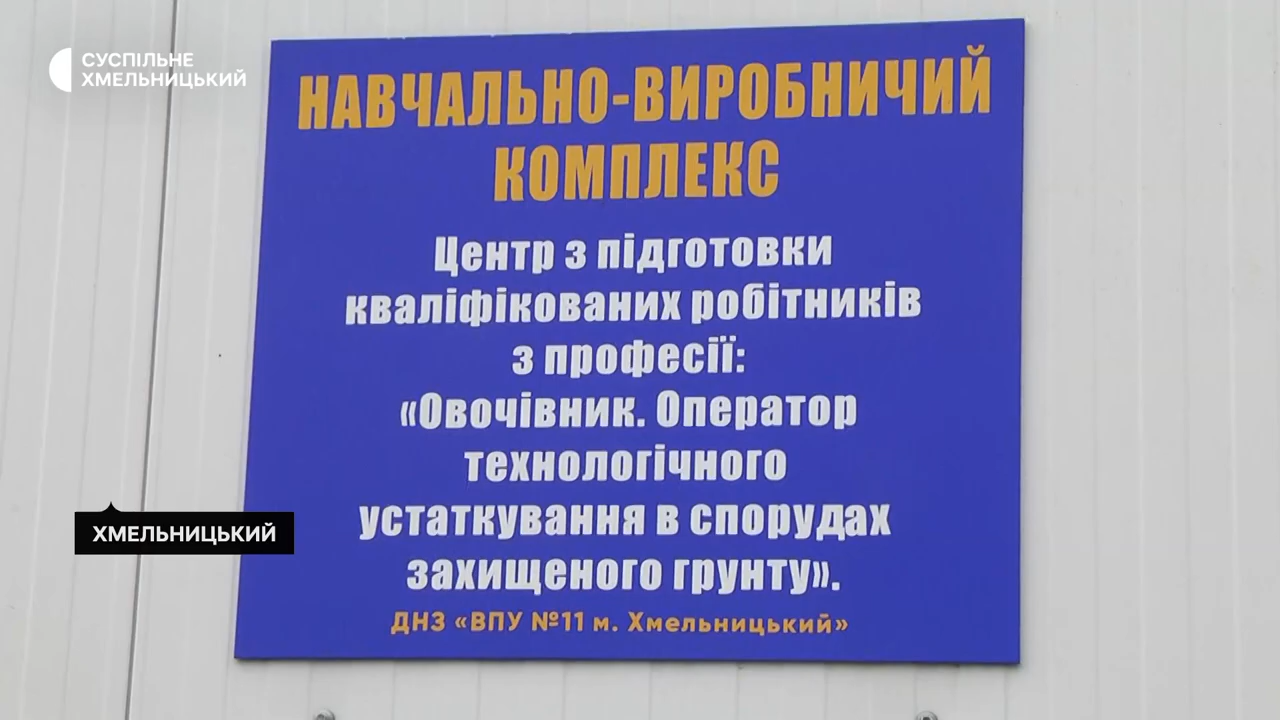 СУСПІЛЬНЕ
ХМЕЛЬНИЦЬКИЙ
НАВЧАЛЬНО-ВИРОБНИЧИЙ
КОМПЛЕКС
Центр з підготовки
кваліфікованих робітників
з професії:
«Овочівник. Оператор
технологічного
устаткування в спорудах
захищеного грунту».
ДНЗ «ВПУ №11 м. Хмельницький»
ХМЕЛЬНИЦЬКИЙ